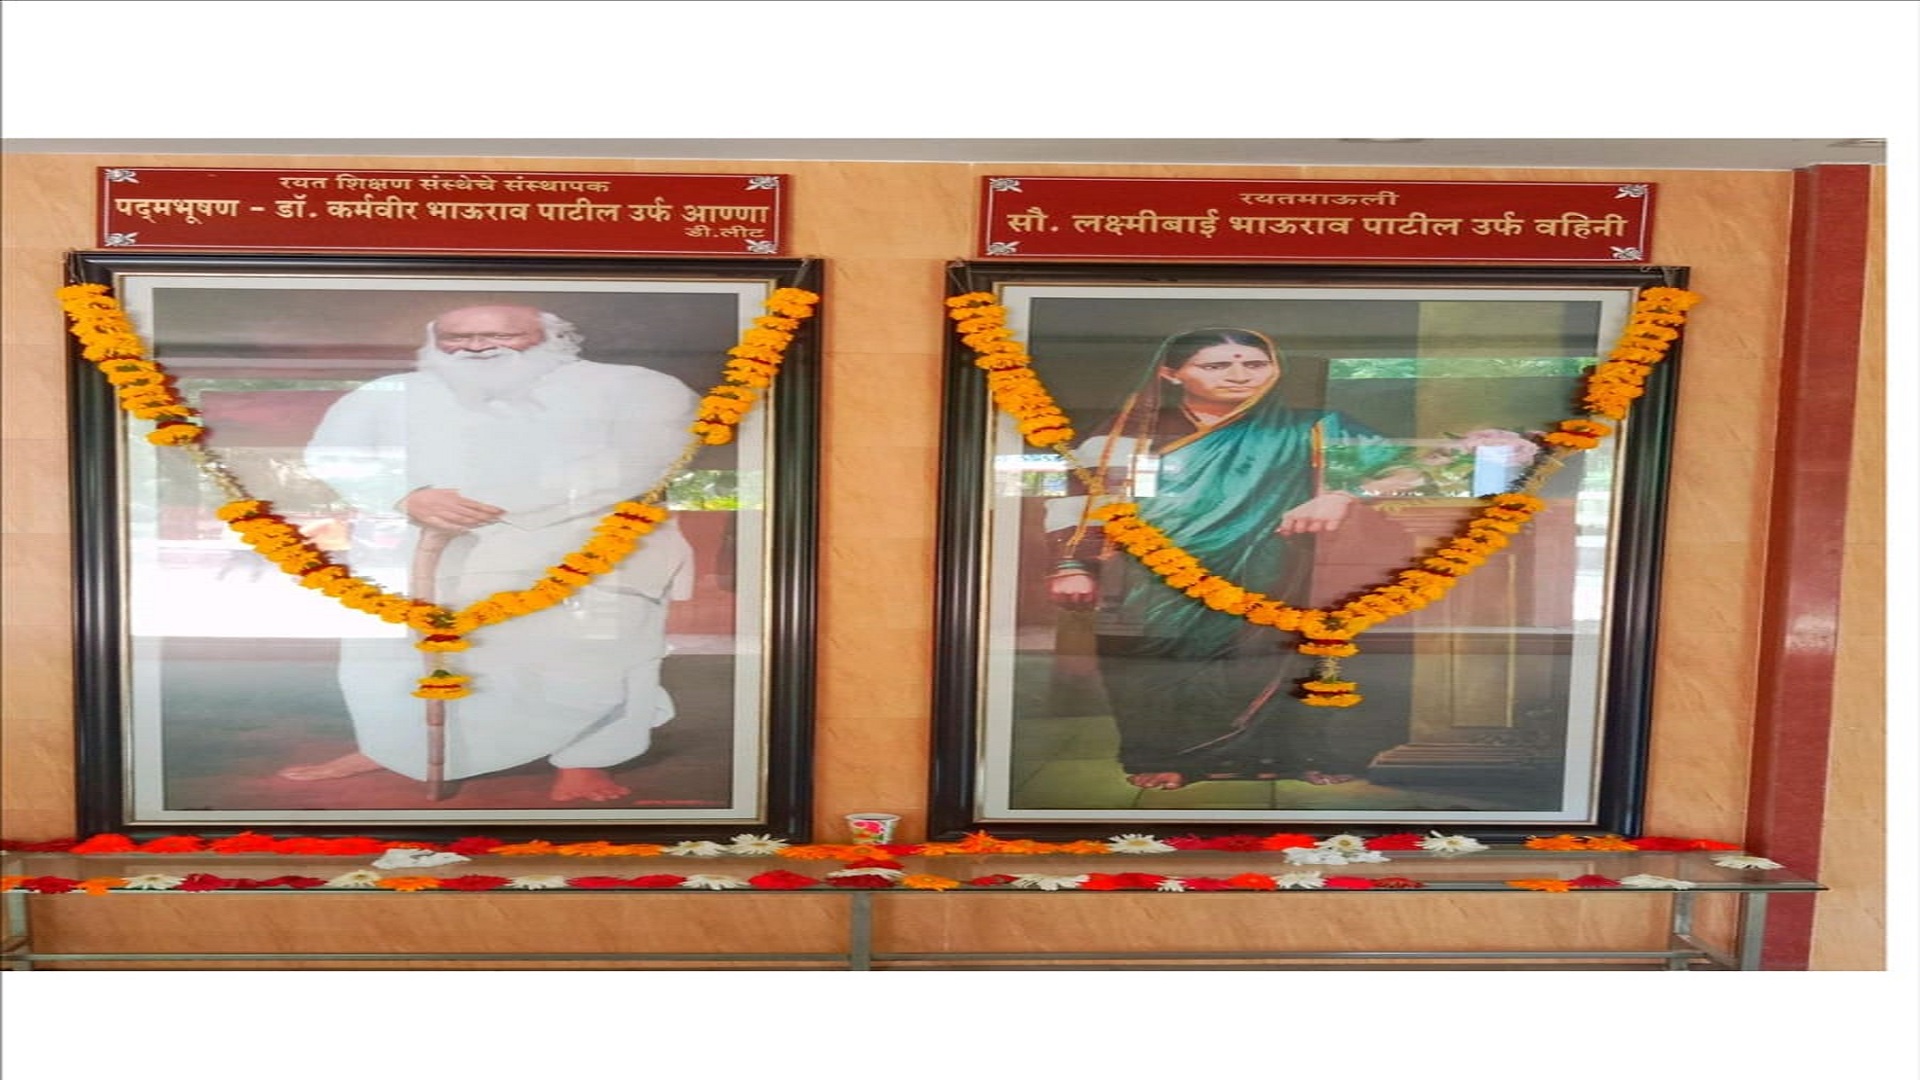 रयत शिक्षण संस्थेचे संस्थापक
पद्मभूषण - डॉ. कर्मवीर भाऊराव पाटील उर्फ आण्णा
डी.लीट
रयतमाऊली
सौ. लक्ष्मीबाई भाऊराव पाटील उर्फ वहिनी